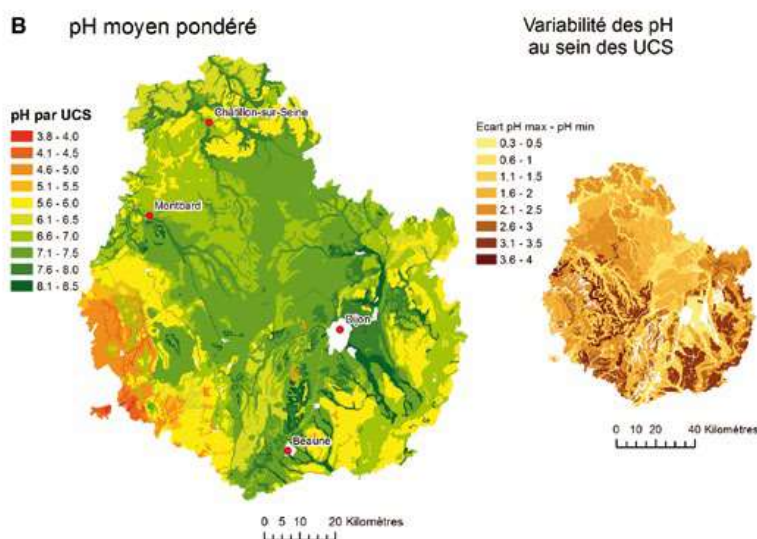 B pH moyen pondéré
pH par UCS
3.8 - 4.0
4.1 - 4.5
4.6 - 5.0
5.1 - 5.5
5.6 - 6.0
6.1 - 6.5
6.6 - 7.0
7.1 - 7.5
7.6 - 8.0
8.1 - 8.5
Châtillon-sur-Seine
Montbard
Dijon
Beaune
0 5 10 20 Kilomètres
Variabilité des pH
au sein des UCS
Ecart pH max - pH min
0.3 - 0.5
0.6 - 1
1.1 - 1.5
1.6 - 2
2.1 - 2.5
2.6 - 3
3.1 - 3.5
3.6 - 4
0 10 20 40 Kilomètres